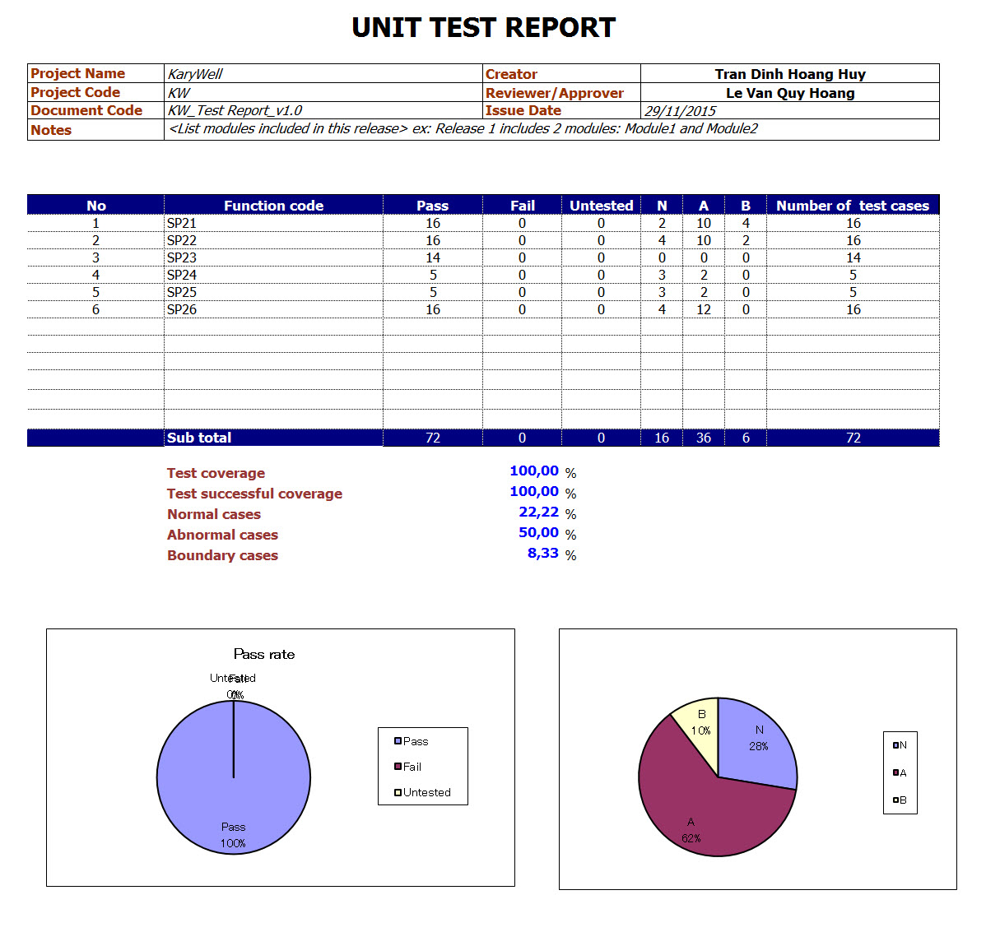 UNIT TEST REPORT
Project Name KaryWell Creator Tran Dinh Hoang Huy
Project Code KW Reviewer/Approver Le Van Quy Hoang
Document Code KW_Test Report_v1.0 Issue Date 29/11/2015
Notes <List modules included in this release> ex: Release 1 includes 2 modules: Module1 and Module2
No Function code Pass Fail Untested N A B Number of test cases
1 SP21 16 0 0 2 10 4 16
2 SP22 16 0 0 4 10 2 16
3 SP23 14 0 0 0 0 0 14
4 SP24 5 0 0 3 2 0 5
5 SP25 5 0 0 3 2 0 5
6 SP26 16 0 0 4 12 0 16
Sub total 72 0 0 16 36 6 72
Test coverage 100,00 %
Test successful coverage 100,00 %
Normal cases 22,22 %
Abnormal cases 50,00 %
Boundary cases 8,33 %
Pass rate
Untested
0%
Fail
0%
Pass
100%
Pass
Fail
Untested
B
10%
N
28%
A
62%
N
A
B